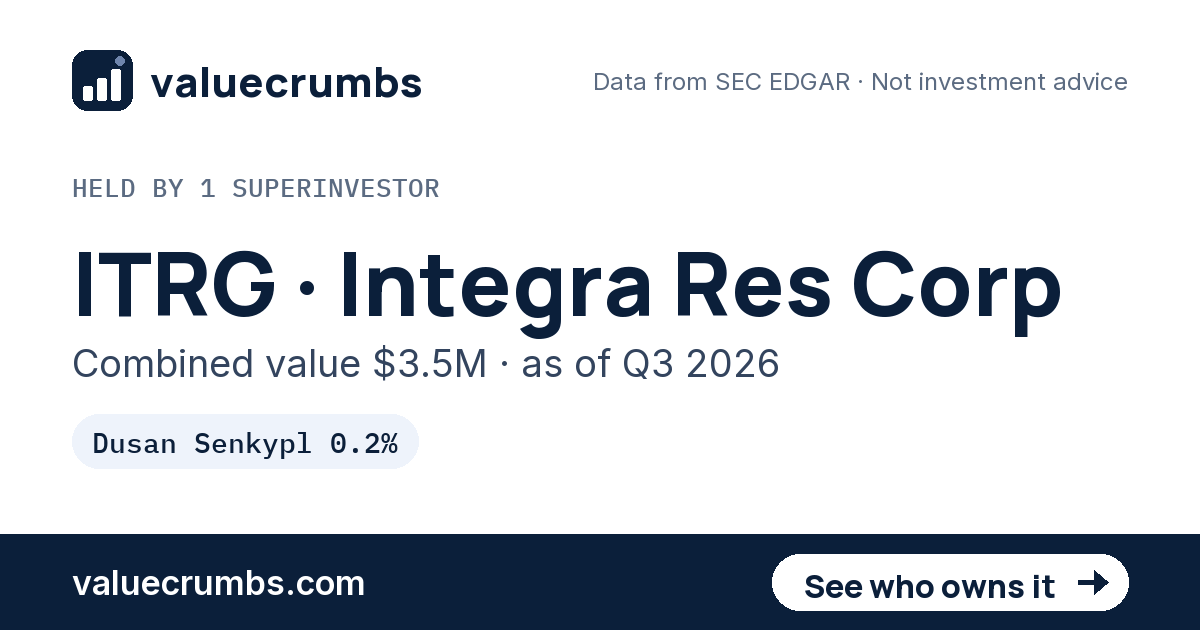 valuecrumbs
Data from SEC EDGAR · Not investment advice
HELD BY 1 SUPERINVESTOR
ITRG · Integra Res Corp
Combined value $3.5M · as of Q3 2026
Dusan Senkypl 0.2%
valuecrumbs.com
See who owns it →